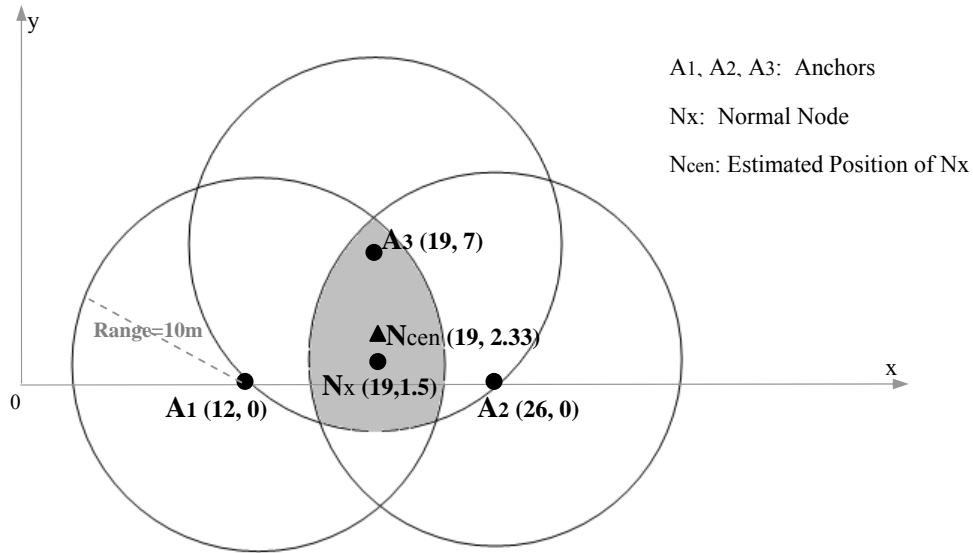 y
A1, A2, A3: Anchors
Nx: Normal Node
Ncen: Estimated Position of Nx
A3 (19, 7)
Range=10m
Ncen (19, 2.33)
x
Nx (19,1.5)
0
A1 (12, 0)
A2 (26, 0)